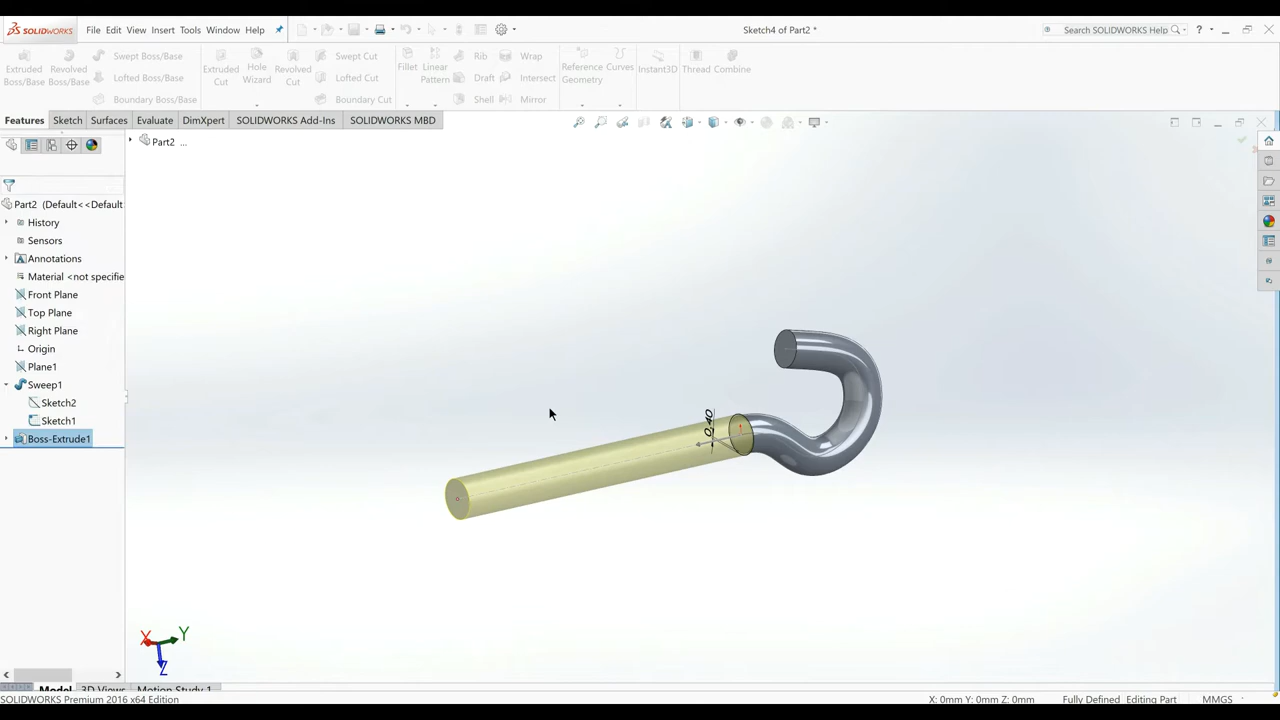 SOLIDWORKS File Edit View Insert Tools Window Help Sketch4 of Part2 * Search SOLIDWORKS Help ?
Extruded Boss/Base
Revolved Boss/Base
Swept Boss/Base
Lofted Boss/Base
Boundary Boss/Base
Extruded Cut
Hole Wizard
Revolved Cut
Swept Cut
Lofted Cut
Boundary Cut
Fillet
Linear Pattern
Rib
Draft
Shell
Wrap
Intersect
Mirror
Reference Geometry
Curves
Instant3D
Thread
Combine
Features Sketch Surfaces Evaluate DimXpert SOLIDWORKS Add-Ins SOLIDWORKS MBD
Part2 ...
Part2 (Default<<Default
History
Sensors
Annotations
Material <not specifie
Front Plane
Top Plane
Right Plane
Origin
Plane1
Sweep1
Sketch2
Sketch1
Boss-Extrude1
0.40
X Y Z
Model 3D Views Motion Study 1
SOLIDWORKS Premium 2016 x64 Edition X: 0mm Y: 0mm Z: 0mm Fully Defined Editing Part MMGS